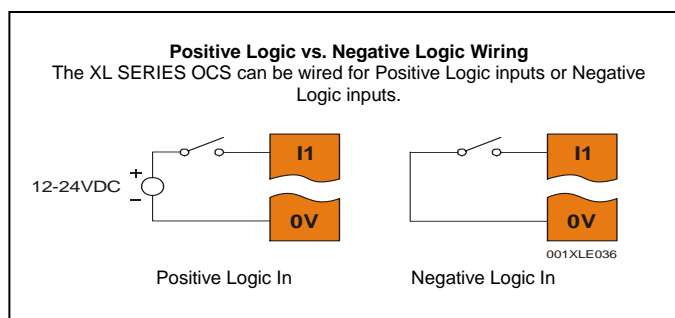 Positive Logic vs. Negative Logic Wiring
The XL SERIES OCS can be wired for Positive Logic inputs or Negative
Logic inputs.
12-24VDC
+
–
I1
0V
I1
0V
001XLE036
Positive Logic In
Negative Logic In